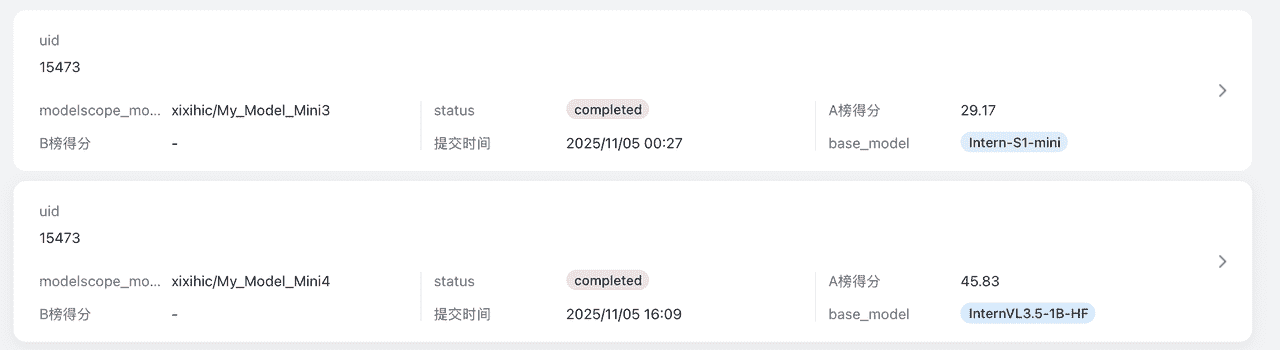 uid
15473
modelscope_mo... xixihic/My_Model_Mini3 status completed A榜得分 29.17
B榜得分 - 提交时间 2025/11/05 00:27 base_model Intern-S1-mini
uid
15473
modelscope_mo... xixihic/My_Model_Mini4 status completed A榜得分 45.83
B榜得分 - 提交时间 2025/11/05 16:09 base_model InternVL3.5-1B-HF